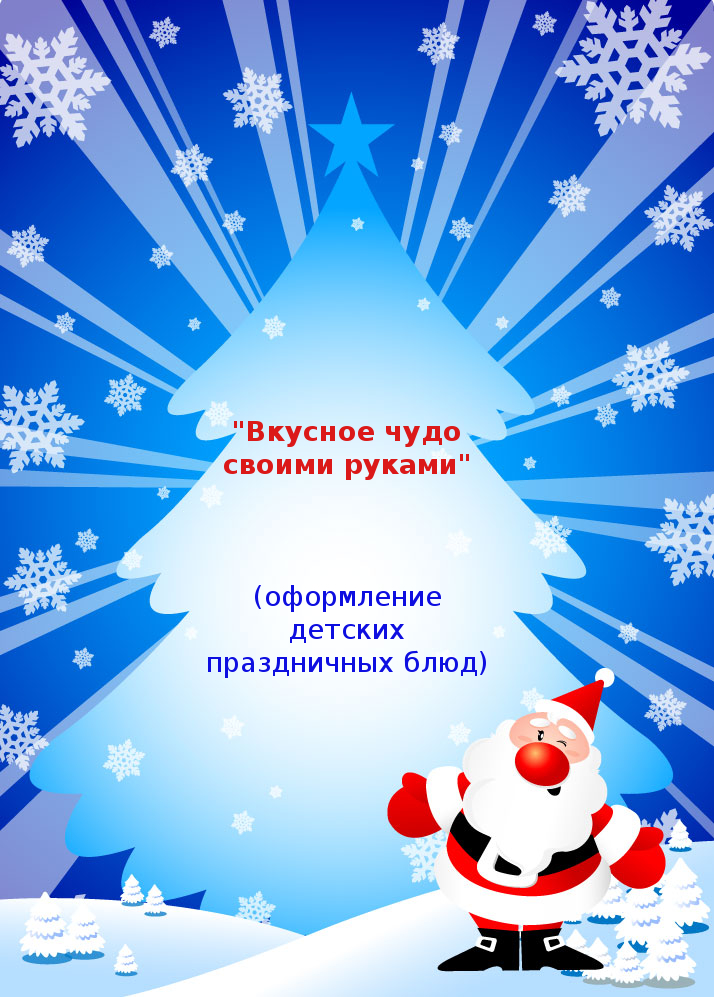 "Вкусное чудо
своими руками"
(оформление
детских
праздничных блюд)